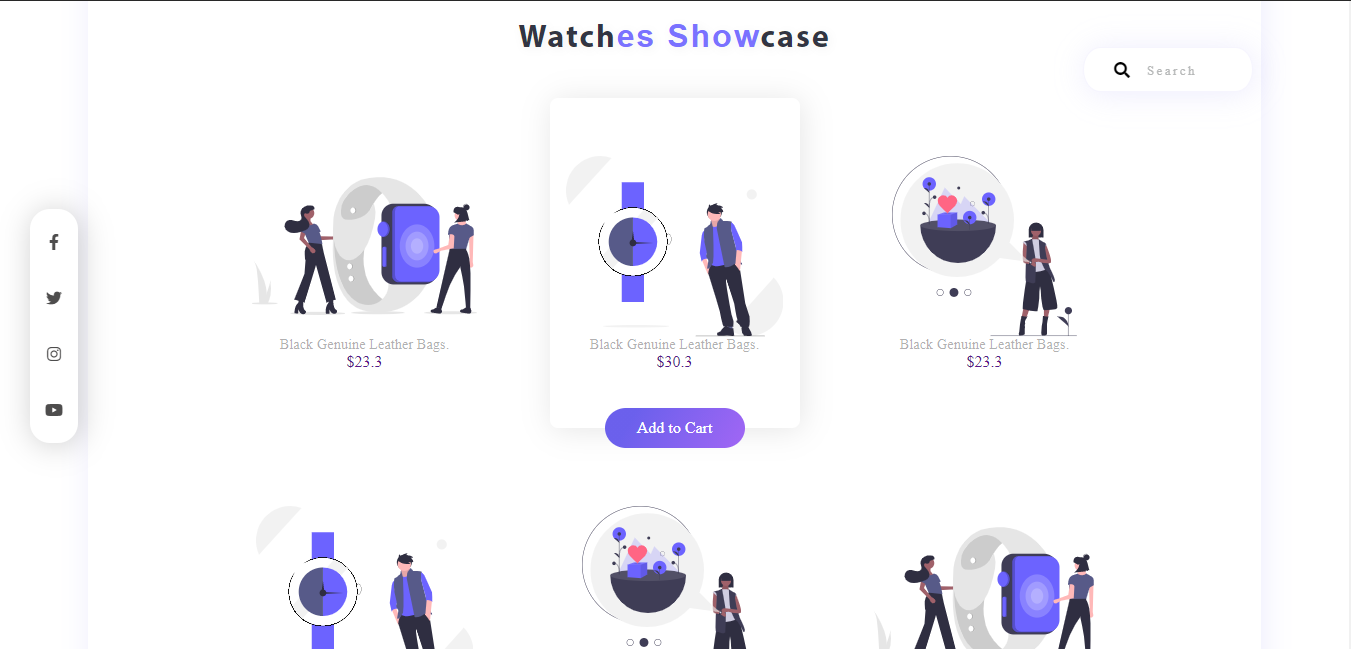 Watches Showcase
Search
Black Genuine Leather Bags.
$23.3
Black Genuine Leather Bags.
$30.3
Black Genuine Leather Bags.
$23.3
Add to Cart